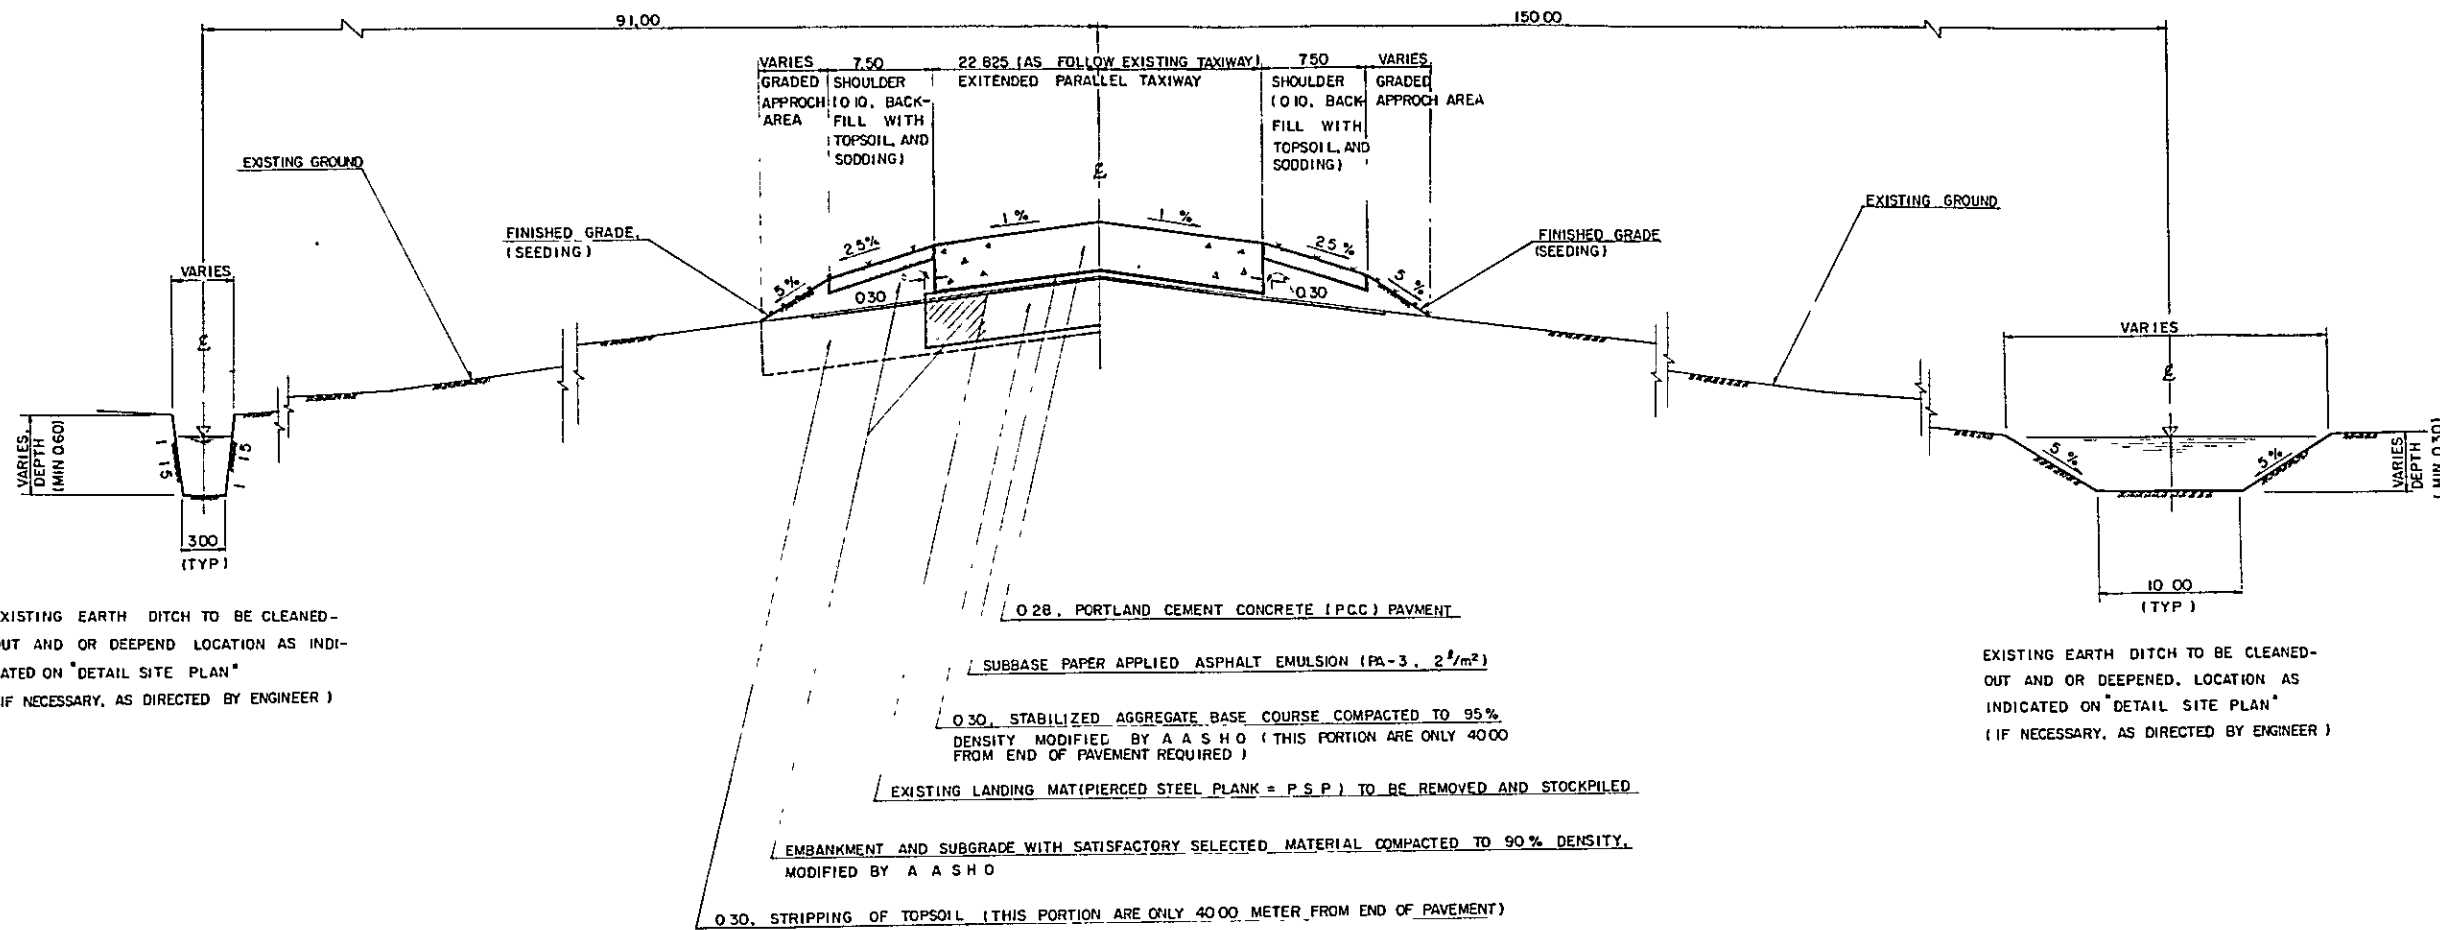 91.00
150 00
VARIES
7.50
22 825 (AS FOLLOW EXISTING TAXIWAY)
7 50
VARIES
GRADED
APPROCH
AREA
SHOULDER
(0 10, BACK-
FILL WITH
TOPSOIL, AND
SODDING)
EXITENDED PARALLEL TAXIWAY
SHOULDER
(0 10, BACK-
FILL WITH
TOPSOIL, AND
SODDING)
GRADED
APPROCH AREA
EXISTING GROUND
EXISTING GROUND
FINISHED GRADE,
(SEEDING)
FINISHED GRADE
(SEEDING)
1 %
1 %
2 5%
2 5%
5 %
5 %
0 30
0 30
VARIES
VARIES
VARIES,
DEPTH
(MIN 0.60)
1
1 5
1 5
1
3 00
(TYP)
5 %
5 %
VARIES
DEPTH
(MIN 0.30)
10 00
(TYP)
XISTING EARTH DITCH TO BE CLEANED-
OUT AND OR DEEPEND LOCATION AS INDI-
ATED ON "DETAIL SITE PLAN"
IF NECESSARY, AS DIRECTED BY ENGINEER )
EXISTING EARTH DITCH TO BE CLEANED-
OUT AND OR DEEPENED, LOCATION AS
INDICATED ON "DETAIL SITE PLAN"
( IF NECESSARY, AS DIRECTED BY ENGINEER )
0 28, PORTLAND CEMENT CONCRETE (P.C.C) PAVMENT
SUBBASE PAPER APPLIED ASPHALT EMULSION (PA-3, 2ℓ/m²)
0 30, STABILIZED AGGREGATE BASE COURSE COMPACTED TO 95%
DENSITY MODIFIED BY A A S H O ( THIS PORTION ARE ONLY 40 00
FROM END OF PAVEMENT REQUIRED )
EXISTING LANDING MAT(PIERCED STEEL PLANK = P S P ) TO BE REMOVED AND STOCKPILED
EMBANKMENT AND SUBGRADE WITH SATISFACTORY SELECTED MATERIAL COMPACTED TO 90% DENSITY,
MODIFIED BY A A S H O
0 30, STRIPPING OF TOPSOIL (THIS PORTION ARE ONLY 40 00 METER FROM END OF PAVEMENT)